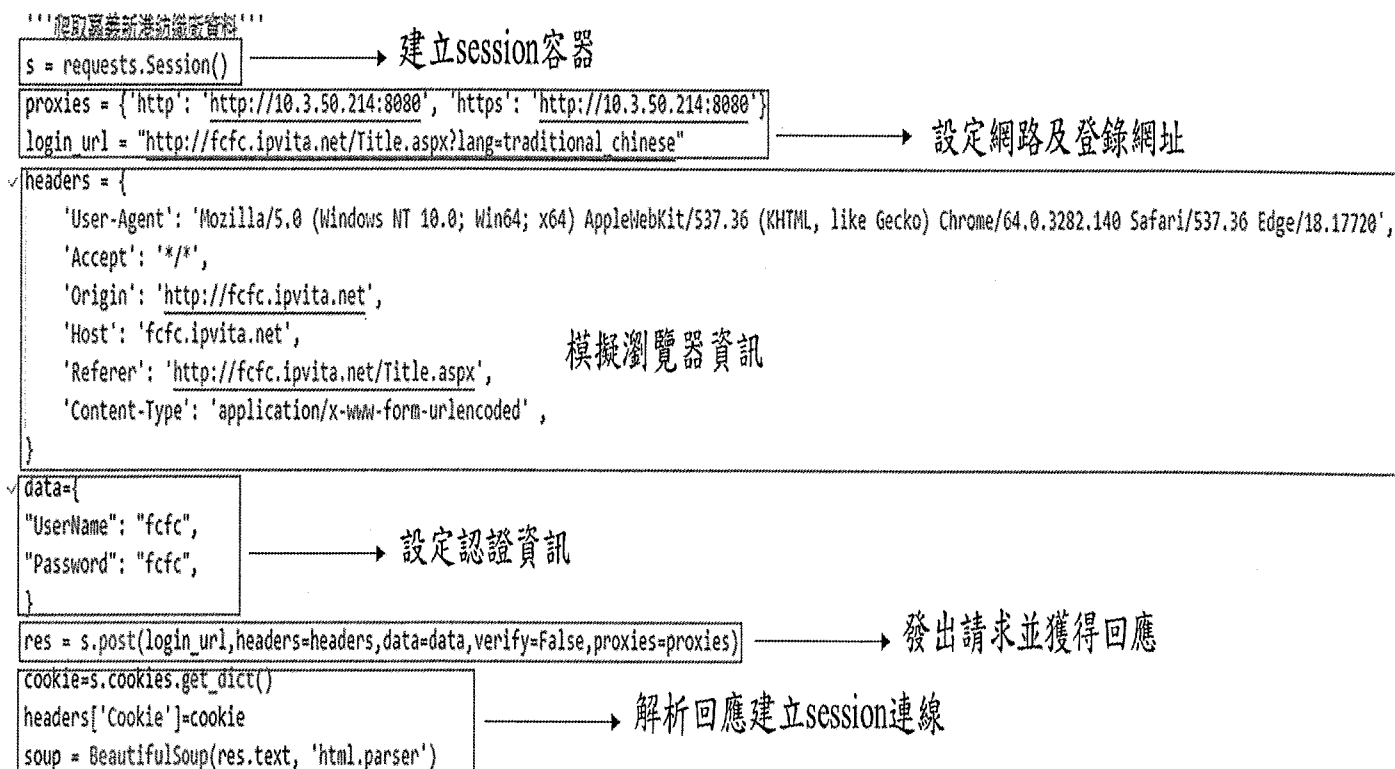 '''爬取嘉義新港紡織廠資料'''
s = requests.Session()
建立session容器
proxies = {'http': 'http://10.3.50.214:8080', 'https': 'http://10.3.50.214:8080'}
login_url = "http://fcfc.ipvita.net/Title.aspx?lang=traditional_chinese"
設定網路及登錄網址
headers = {
'User-Agent': 'Mozilla/5.0 (Windows NT 10.0; Win64; x64) AppleWebKit/537.36 (KHTML, like Gecko) Chrome/64.0.3282.140 Safari/537.36 Edge/18.17720',
'Accept': '*/*',
'Origin': 'http://fcfc.ipvita.net',
'Host': 'fcfc.ipvita.net',
'Referer': 'http://fcfc.ipvita.net/Title.aspx',
'Content-Type': 'application/x-www-form-urlencoded' ,
}
模擬瀏覽器資訊
data={
"UserName": "fcfc",
"Password": "fcfc",
}
設定認證資訊
res = s.post(login_url,headers=headers,data=data,verify=False,proxies=proxies)
發出請求並獲得回應
cookie=s.cookies.get_dict()
headers['Cookie']=cookie
soup = BeautifulSoup(res.text, 'html.parser')
解析回應建立session連線